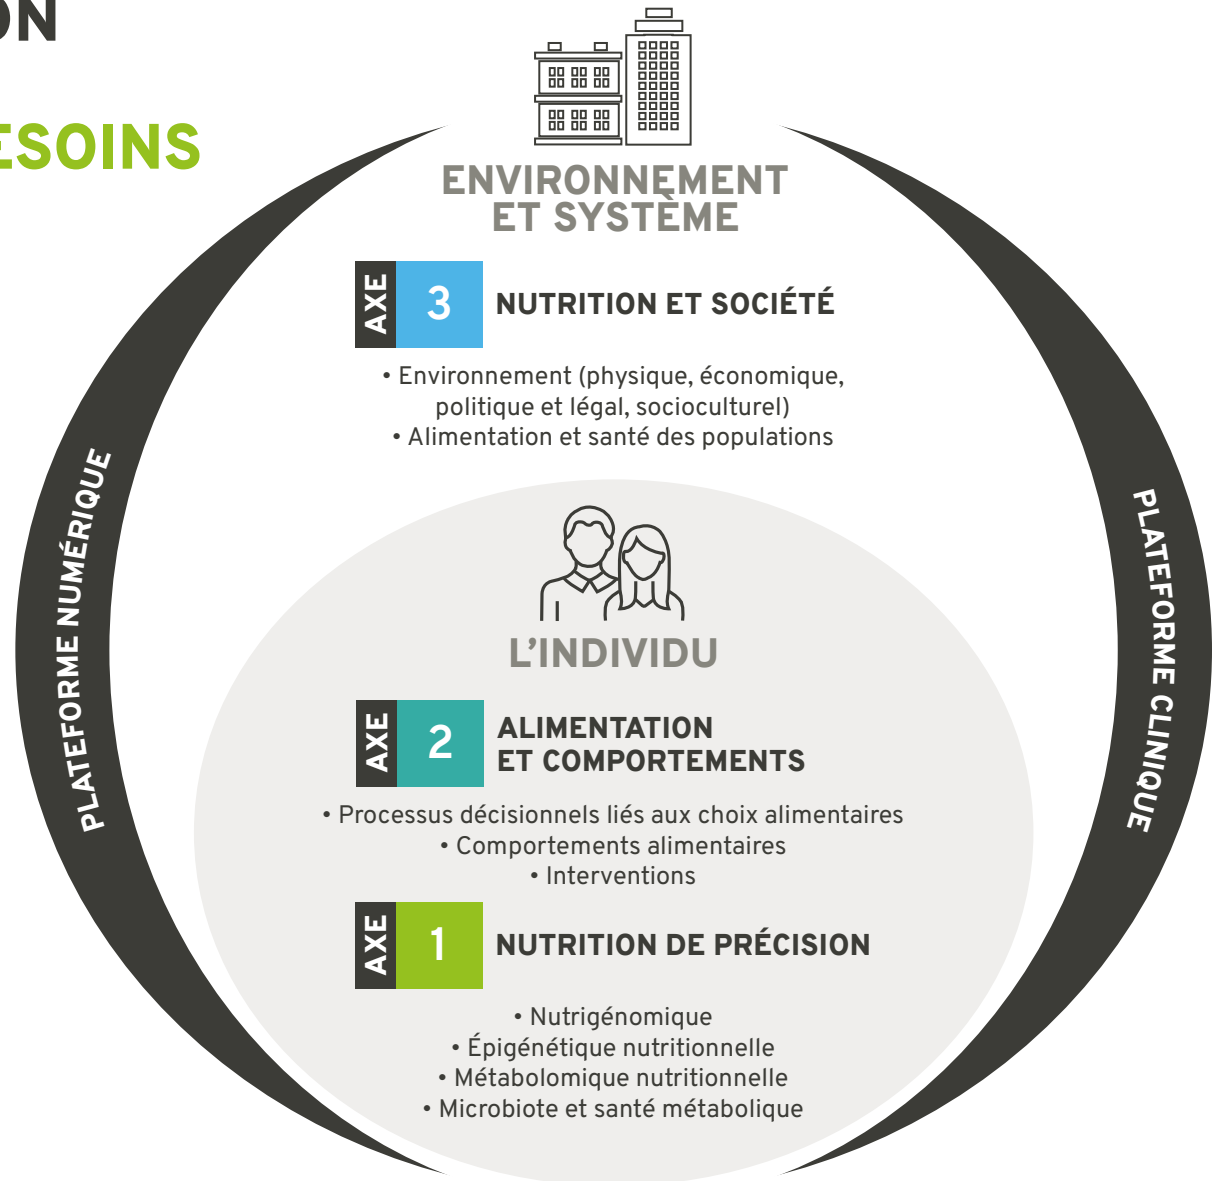 ON
ESOINS
ENVIRONNEMENT
ET SYSTÈME
AXE 3 NUTRITION ET SOCIÉTÉ
• Environnement (physique, économique,
politique et légal, socioculturel)
• Alimentation et santé des populations
PLATEFORME NUMÉRIQUE
PLATEFORME CLINIQUE
L’INDIVIDU
AXE 2 ALIMENTATION
ET COMPORTEMENTS
• Processus décisionnels liés aux choix alimentaires
• Comportements alimentaires
• Interventions
AXE 1 NUTRITION DE PRÉCISION
• Nutrigénomique
• Épigénétique nutritionnelle
• Métabolomique nutritionnelle
• Microbiote et santé métabolique